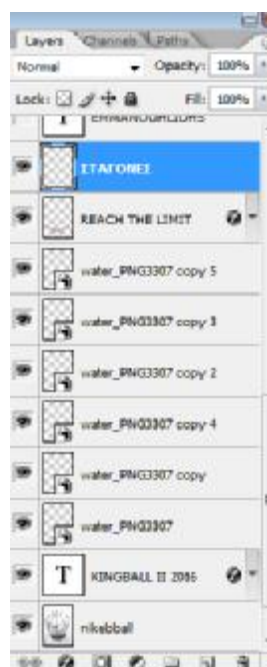 Layers Channels Paths
Normal Opacity: 100%
Lock: Fill: 100%
T
REACH THE LIMIT
water_PNG3307 copy 5
water_PNG3307 copy 3
water_PNG3307 copy 2
water_PNG3307 copy 4
water_PNG3307 copy
water_PNG3307
T KINGBALL II 2086
nikebball